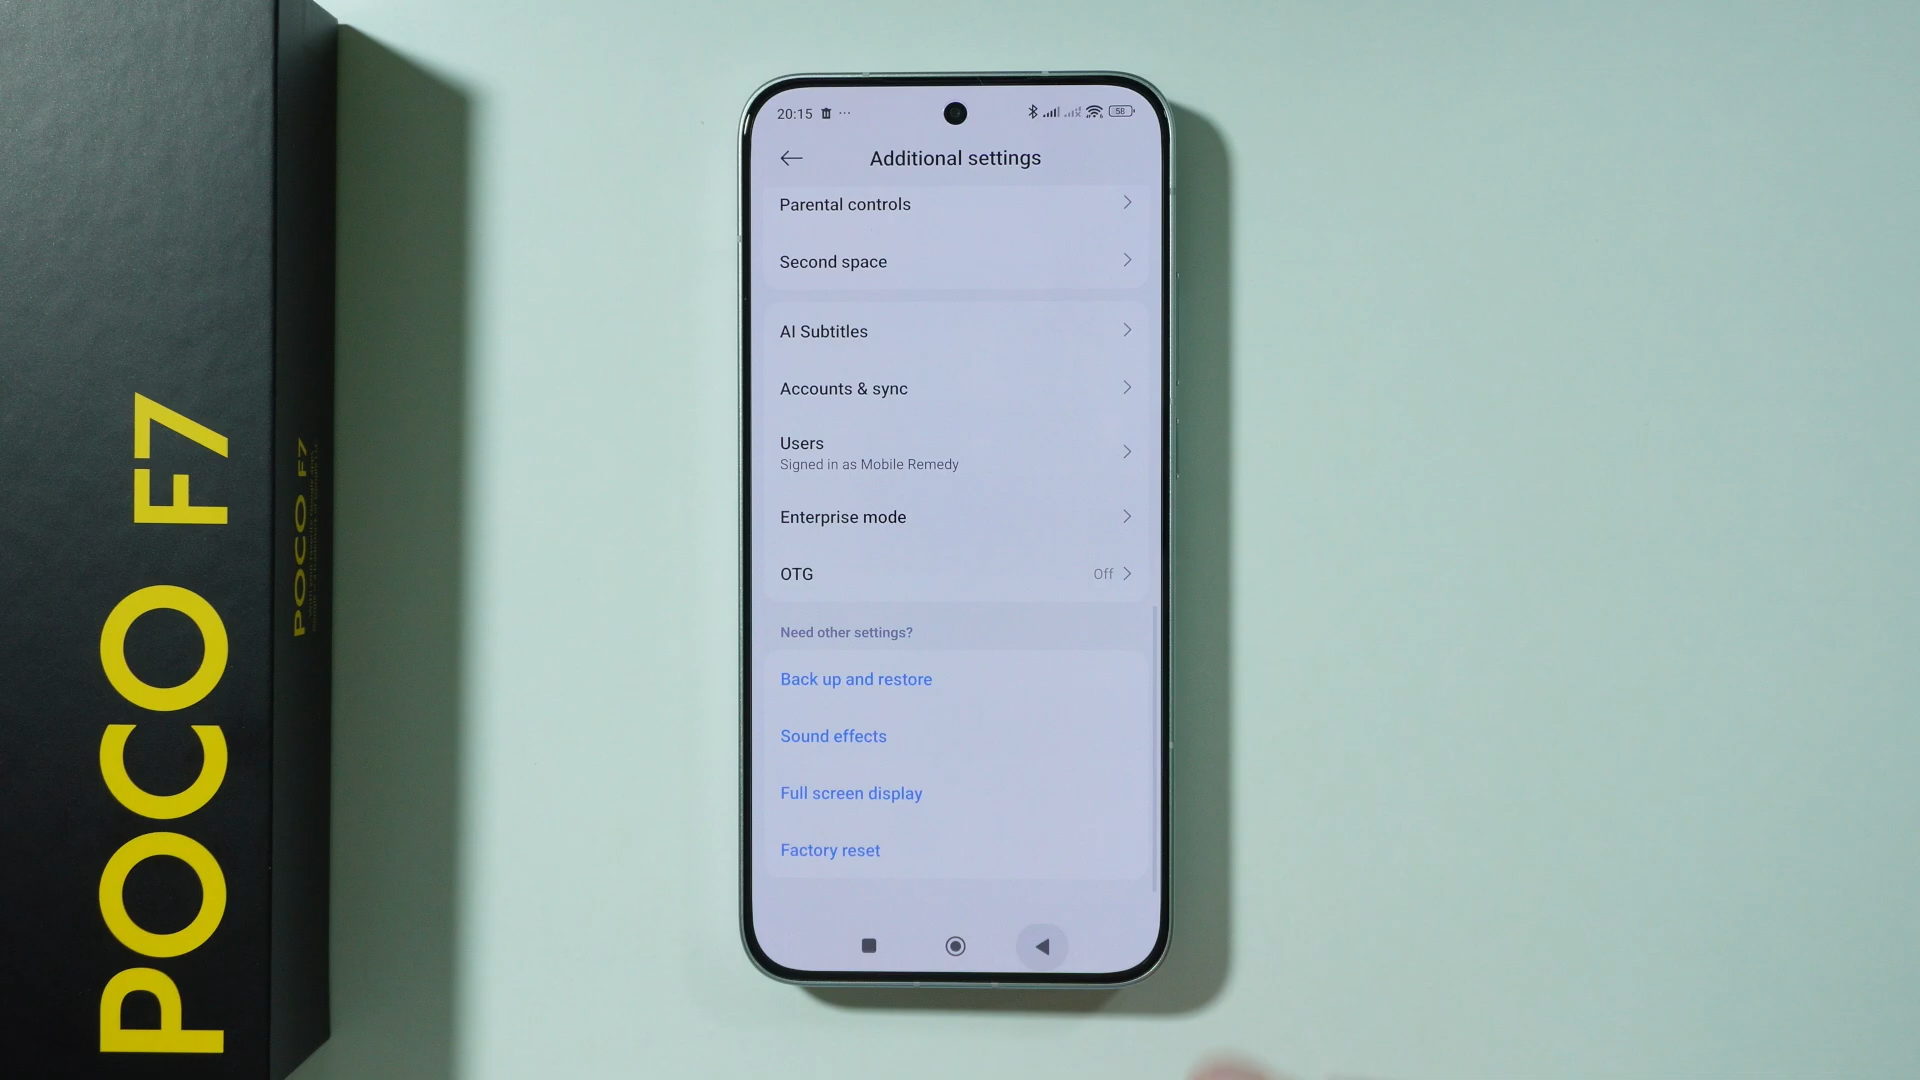 POCO F7
POCO F7
20:15
58
Additional settings
Parental controls
Second space
AI Subtitles
Accounts & sync
Users
Signed in as Mobile Remedy
Enterprise mode
OTG
Off
Need other settings?
Back up and restore
Sound effects
Full screen display
Factory reset